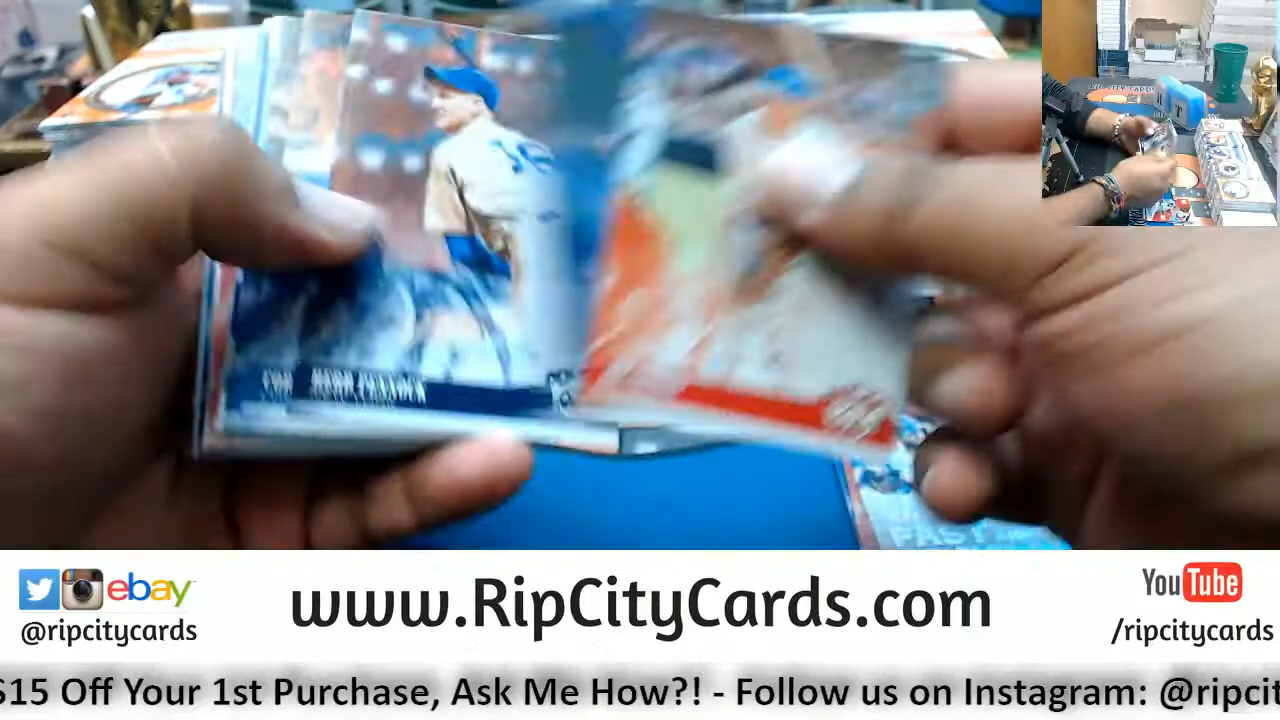 FAST
ebay
@ripcitycards
www.RipCityCards.com
YouTube
/ripcitycards
$15 Off Your 1st Purchase, Ask Me How?! - Follow us on Instagram: @ripcit